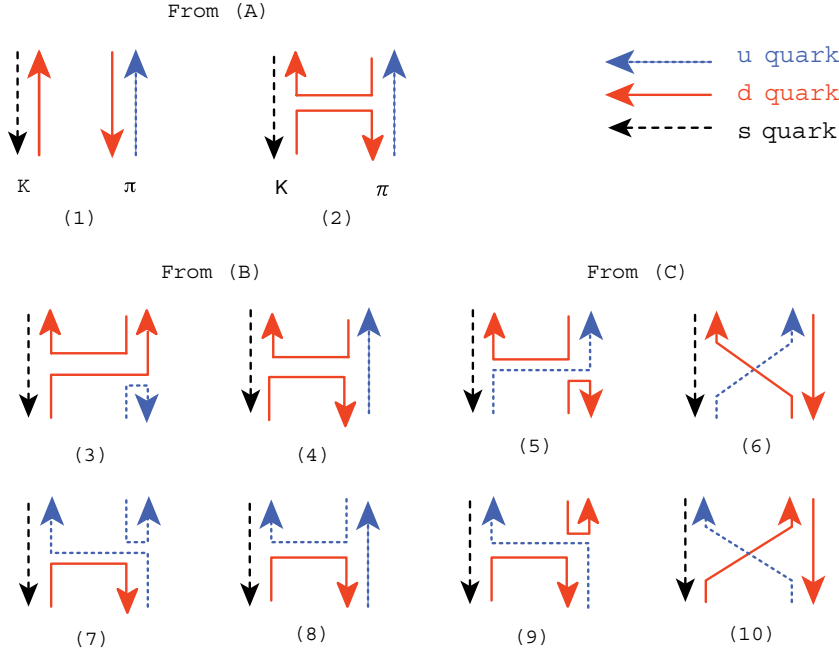 From (A)
u quark
d quark
s quark
K π K π
(1) (2)
From (B) From (C)
(3) (4) (5) (6)
(7) (8) (9) (10)